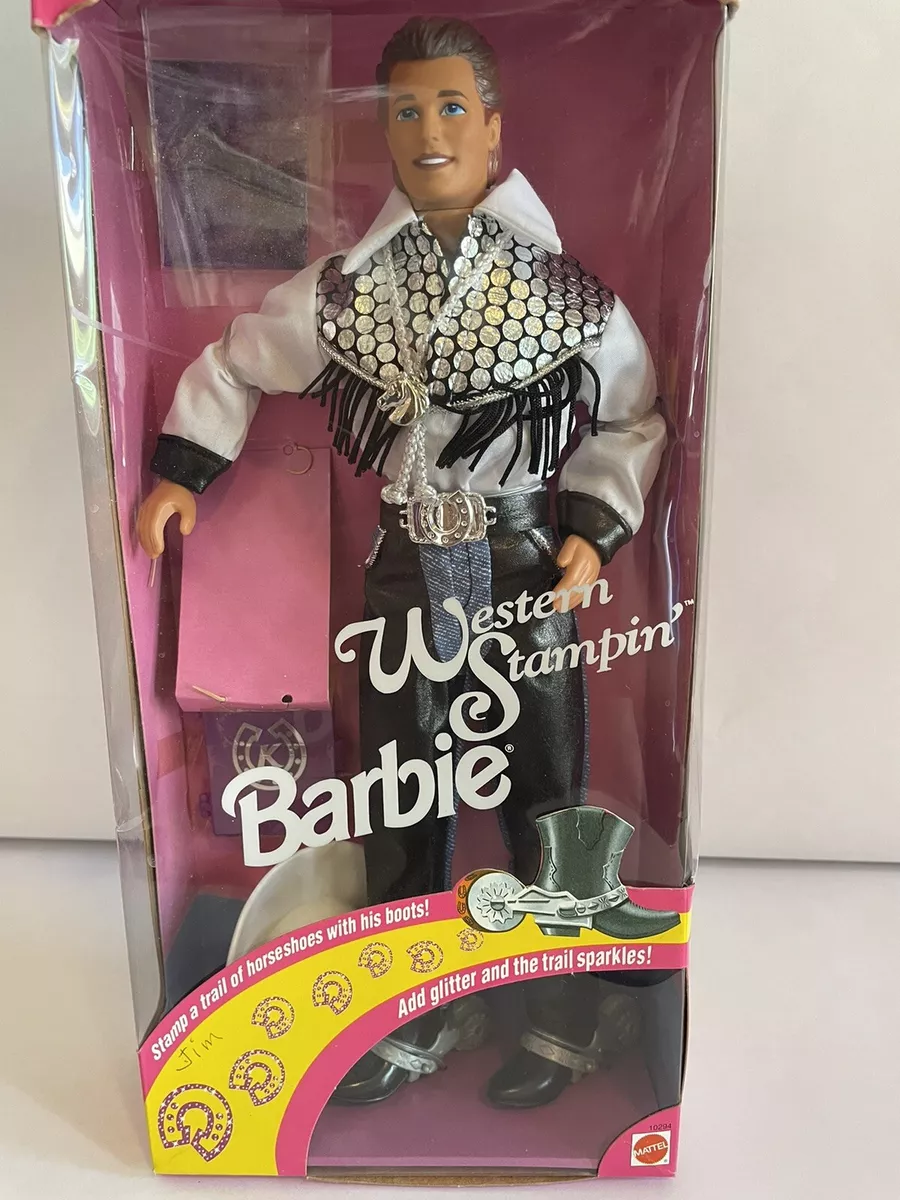 K
Western
Stampin'™
Barbie®
Stamp a trail of horseshoes with his boots!
Add glitter and the trail sparkles!
Jim
10294
MATTEL